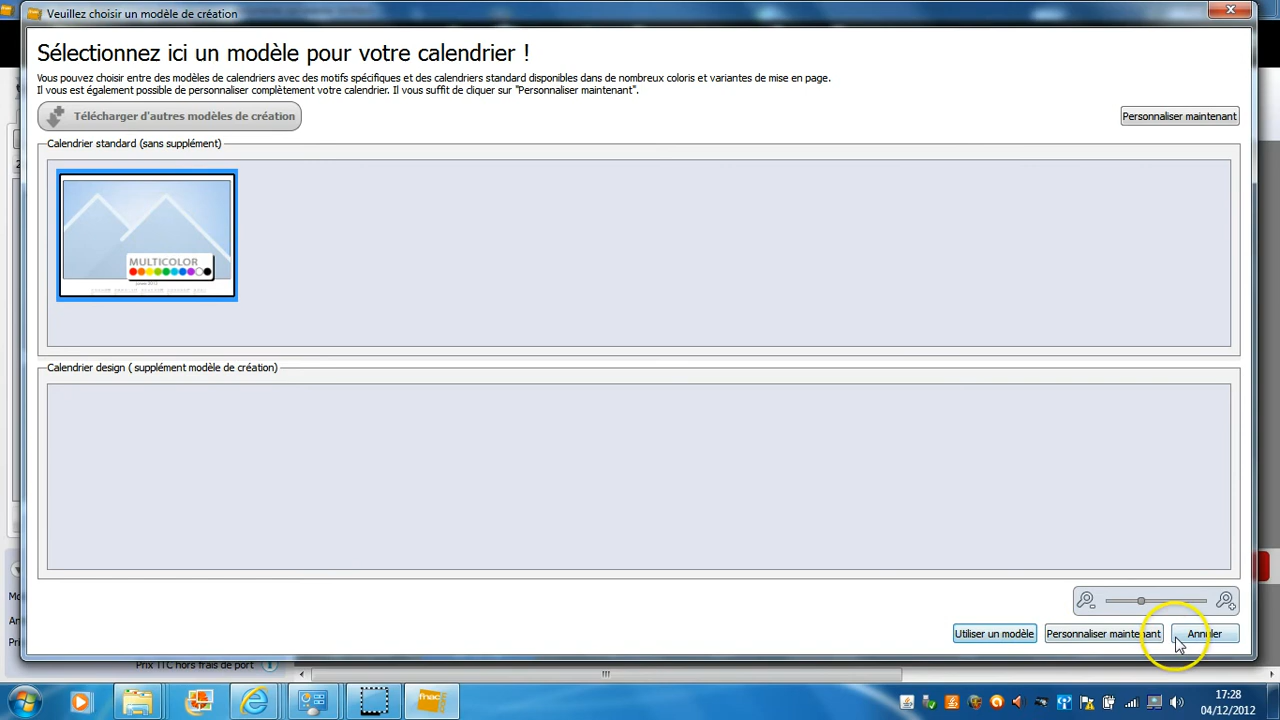 Veuillez choisir un modèle de création
Sélectionnez ici un modèle pour votre calendrier !
Vous pouvez choisir entre des modèles de calendriers avec des motifs spécifiques et des calendriers standard disponibles dans de nombreux coloris et variantes de mise en page.
Il vous est également possible de personnaliser complètement votre calendrier. Il vous suffit de cliquer sur "Personnaliser maintenant".
Télécharger d'autres modèles de création
Personnaliser maintenant
Calendrier standard (sans supplément)
MULTICOLOR
Calendrier design ( supplément modèle de création)
Utiliser un modèle
Personnaliser maintenant
Annuler
Prix TTC hors frais de port
fnac
17:28
04/12/2012